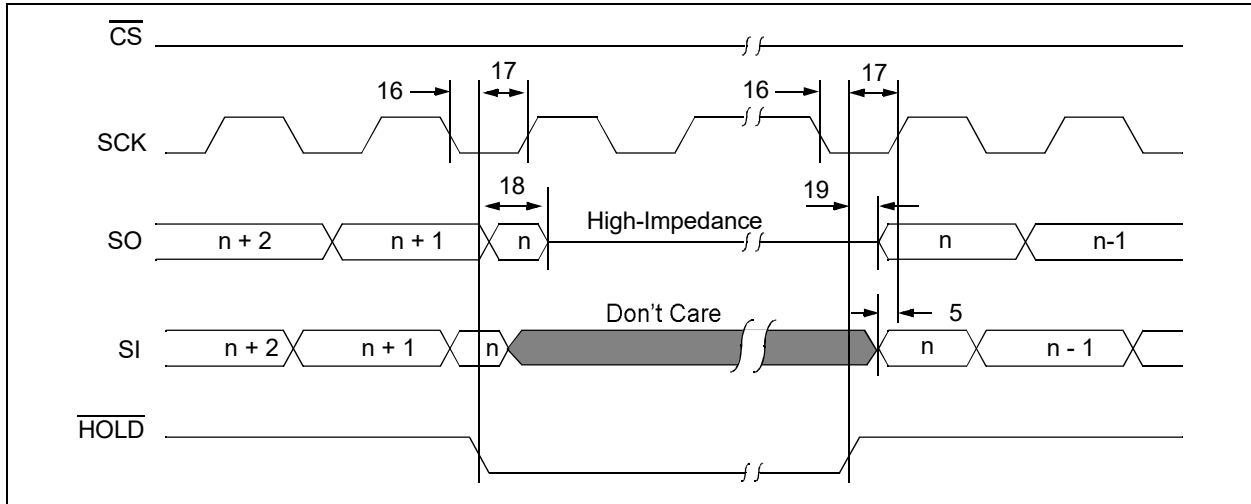 CS
16
17
16
17
SCK
18
19
SO
n + 2
n + 1
n
High-Impedance
n
n-1
Don't Care
5
SI
n + 2
n + 1
n
n
n - 1
HOLD